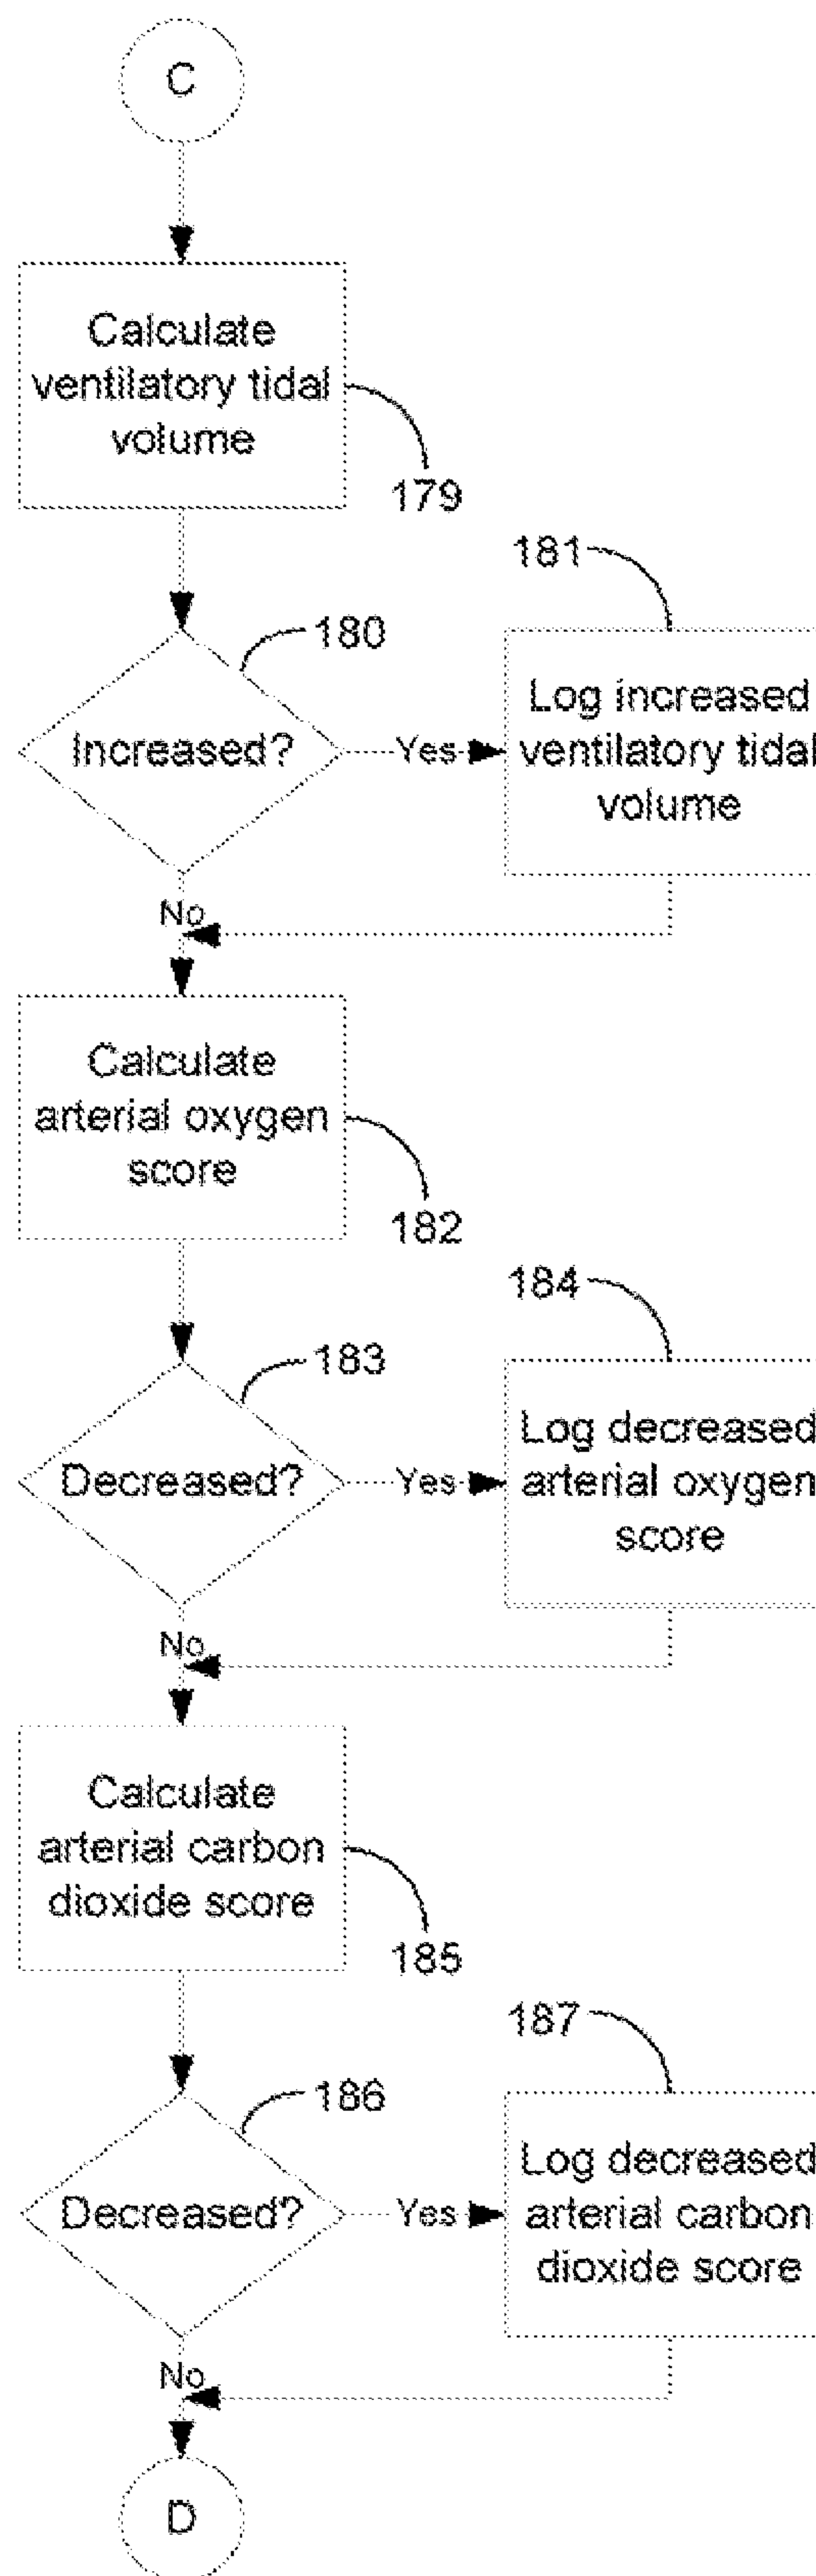 C
Calculate
ventilatory tidal
volume
179
181
180
Increased?
Yes
Log increased
ventilatory tidal
volume
No
Calculate
arterial oxygen
score
182
184
183
Decreased?
Yes
Log decreased
arterial oxygen
score
No
Calculate
arterial carbon
dioxide score
185
187
186
Decreased?
Yes
Log decreased
arterial carbon
dioxide score
No
D